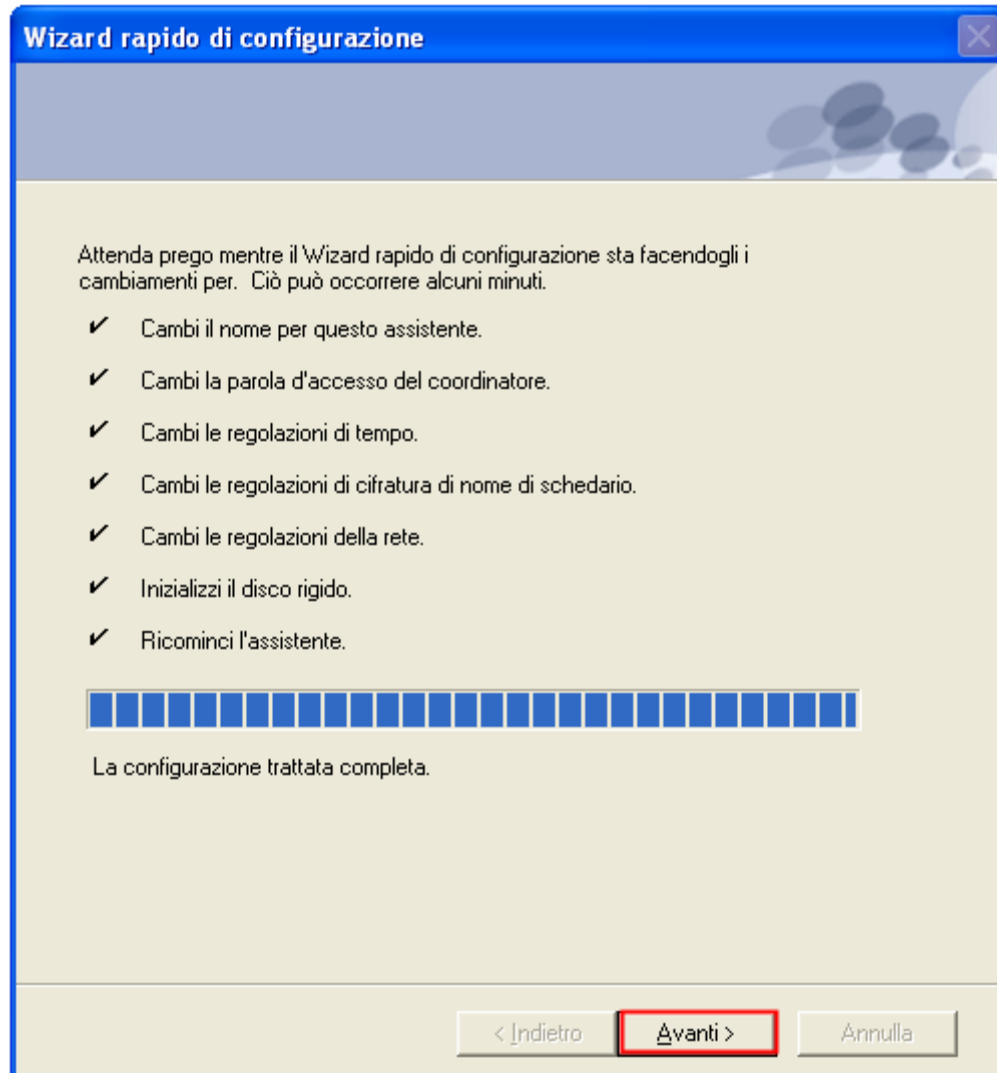 Wizard rapido di configurazione
Attenda prego mentre il Wizard rapido di configurazione sta facendogli i
cambiamenti per. Ciò può occorrere alcuni minuti.
✔ Cambi il nome per questo assistente.
✔ Cambi la parola d'accesso del coordinatore.
✔ Cambi le regolazioni di tempo.
✔ Cambi le regolazioni di cifratura di nome di schedario.
✔ Cambi le regolazioni della rete.
✔ Inizializzi il disco rigido.
✔ Ricominci l'assistente.
La configurazione trattata completa.
< Indietro Avanti > Annulla